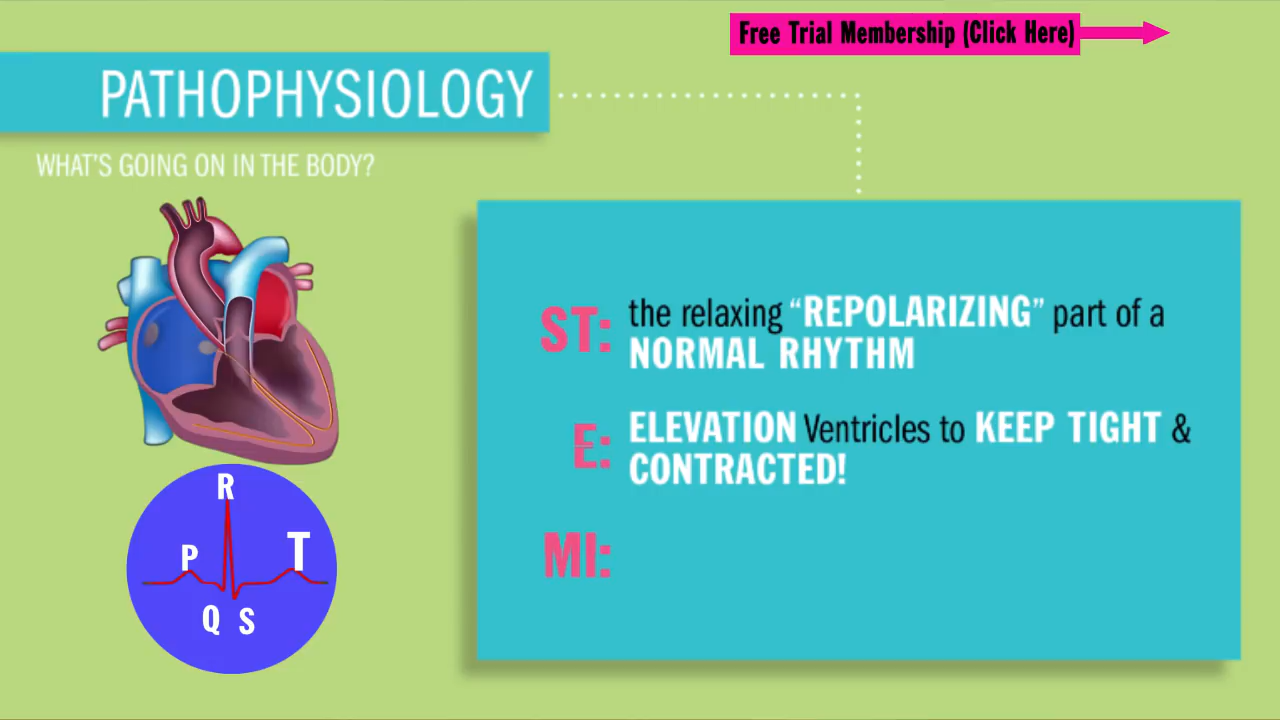 Free Trial Membership (Click Here)
PATHOPHYSIOLOGY
WHAT'S GOING ON IN THE BODY?
ST: the relaxing “REPOLARIZING” part of a
NORMAL RHYTHM
E: ELEVATION Ventricles to KEEP TIGHT &
CONTRACTED!
MI:
R
P T
Q S